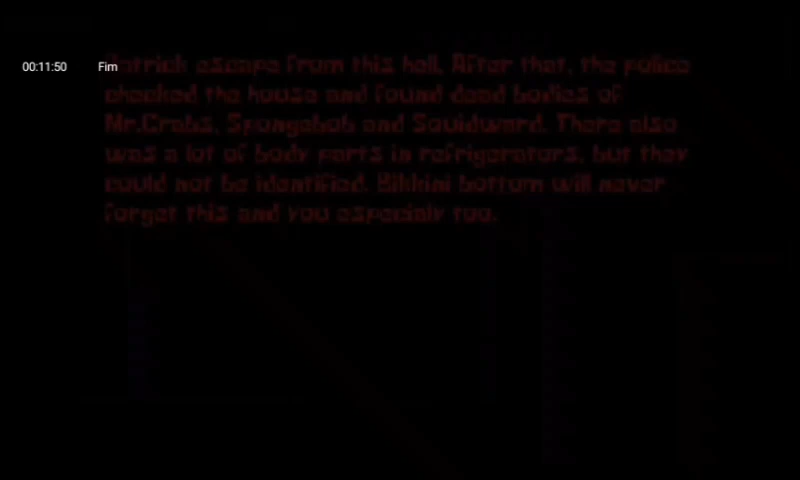 00:11:50 Fim
Patrick escape from this hell. After that, the police
checked the house and found dead bodies of
Mr.Crabs, Spongebob and Squidward. There also
was a lot of body parts in refrigerators, but they
could not be identified. Bikkini bottom will never
forget this and you especialy too.